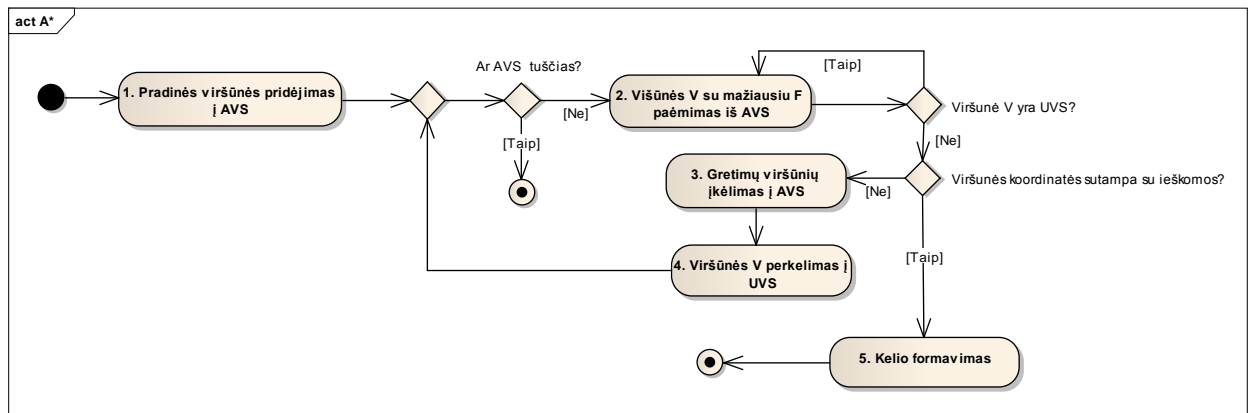 act A*
1. Pradinės viršūnės pridėjimas
į AVS
Ar AVS tuščias?
[Ne]
[Taip]
2. Višūnės V su mažiausiu F
paėmimas iš AVS
[Taip]
Viršunė V yra UVS?
[Ne]
Viršunės koordinatės sutampa su ieškomos?
[Ne]
3. Gretimų viršūnių
įkėlimas į AVS
4. Viršūnės V perkelimas į
UVS
[Taip]
5. Kelio formavimas